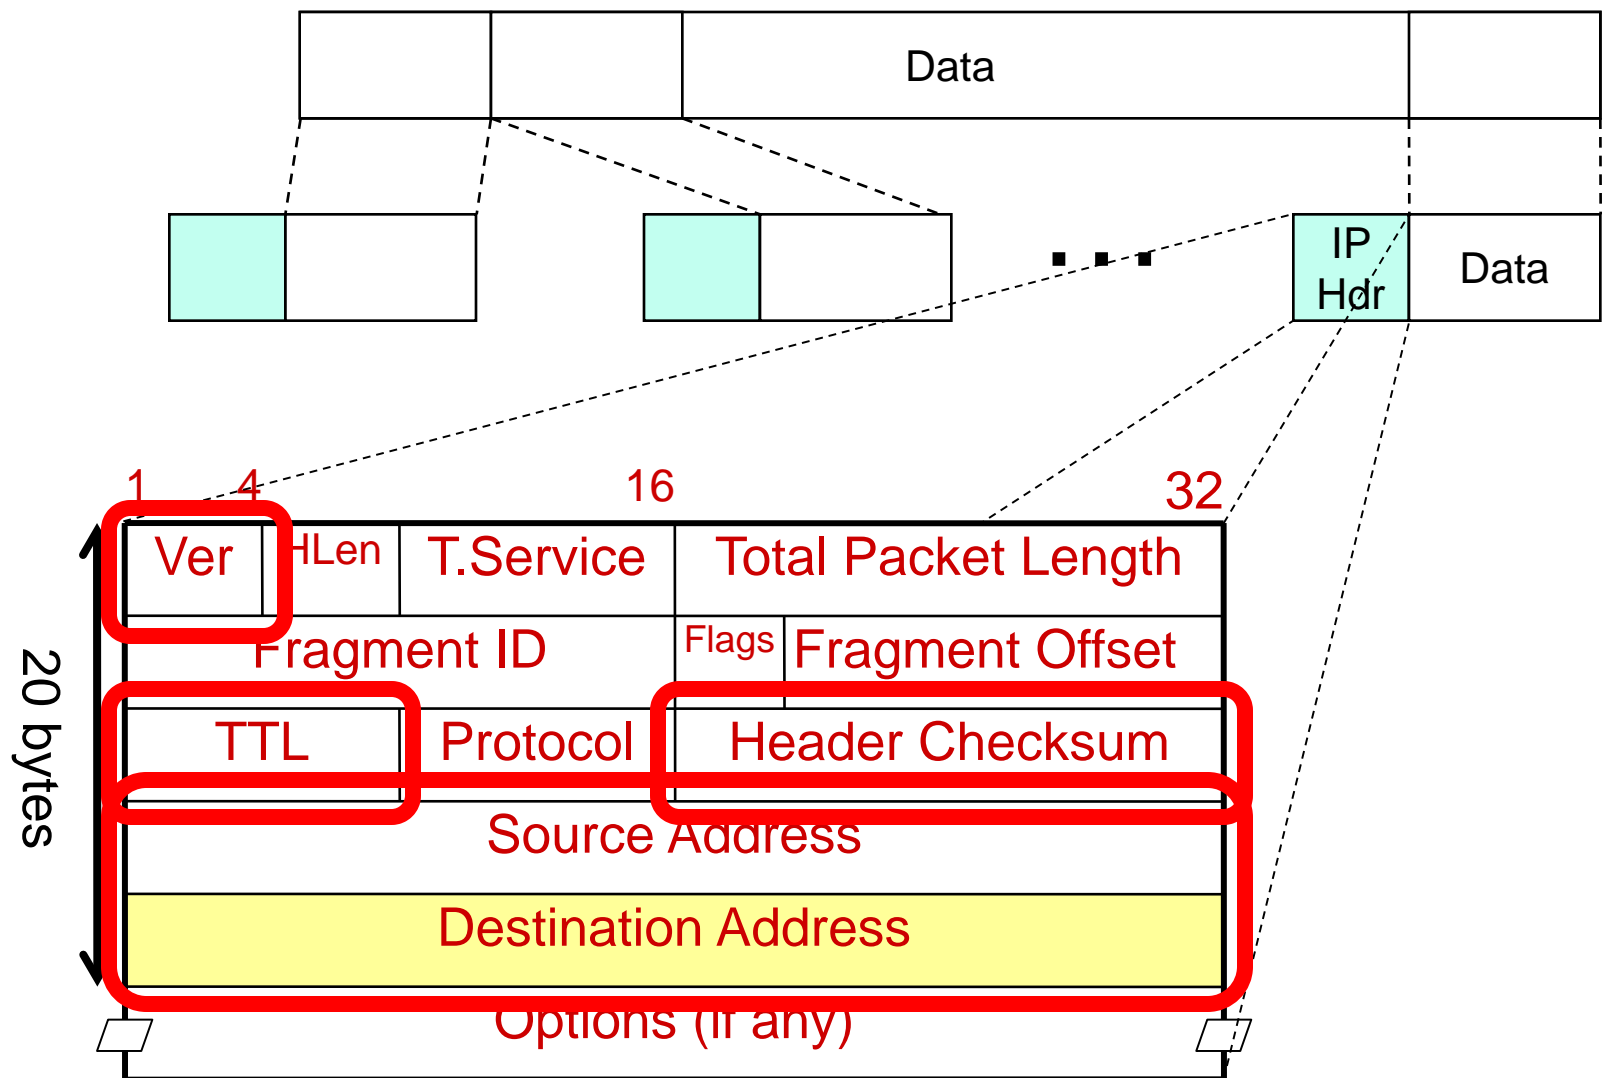 Data
IP
Hdr
Data
1 4 16 32
Ver HLen T.Service Total Packet Length
Fragment ID Flags Fragment Offset
TTL Protocol Header Checksum
Source Address
Destination Address
Options (if any)
20 bytes